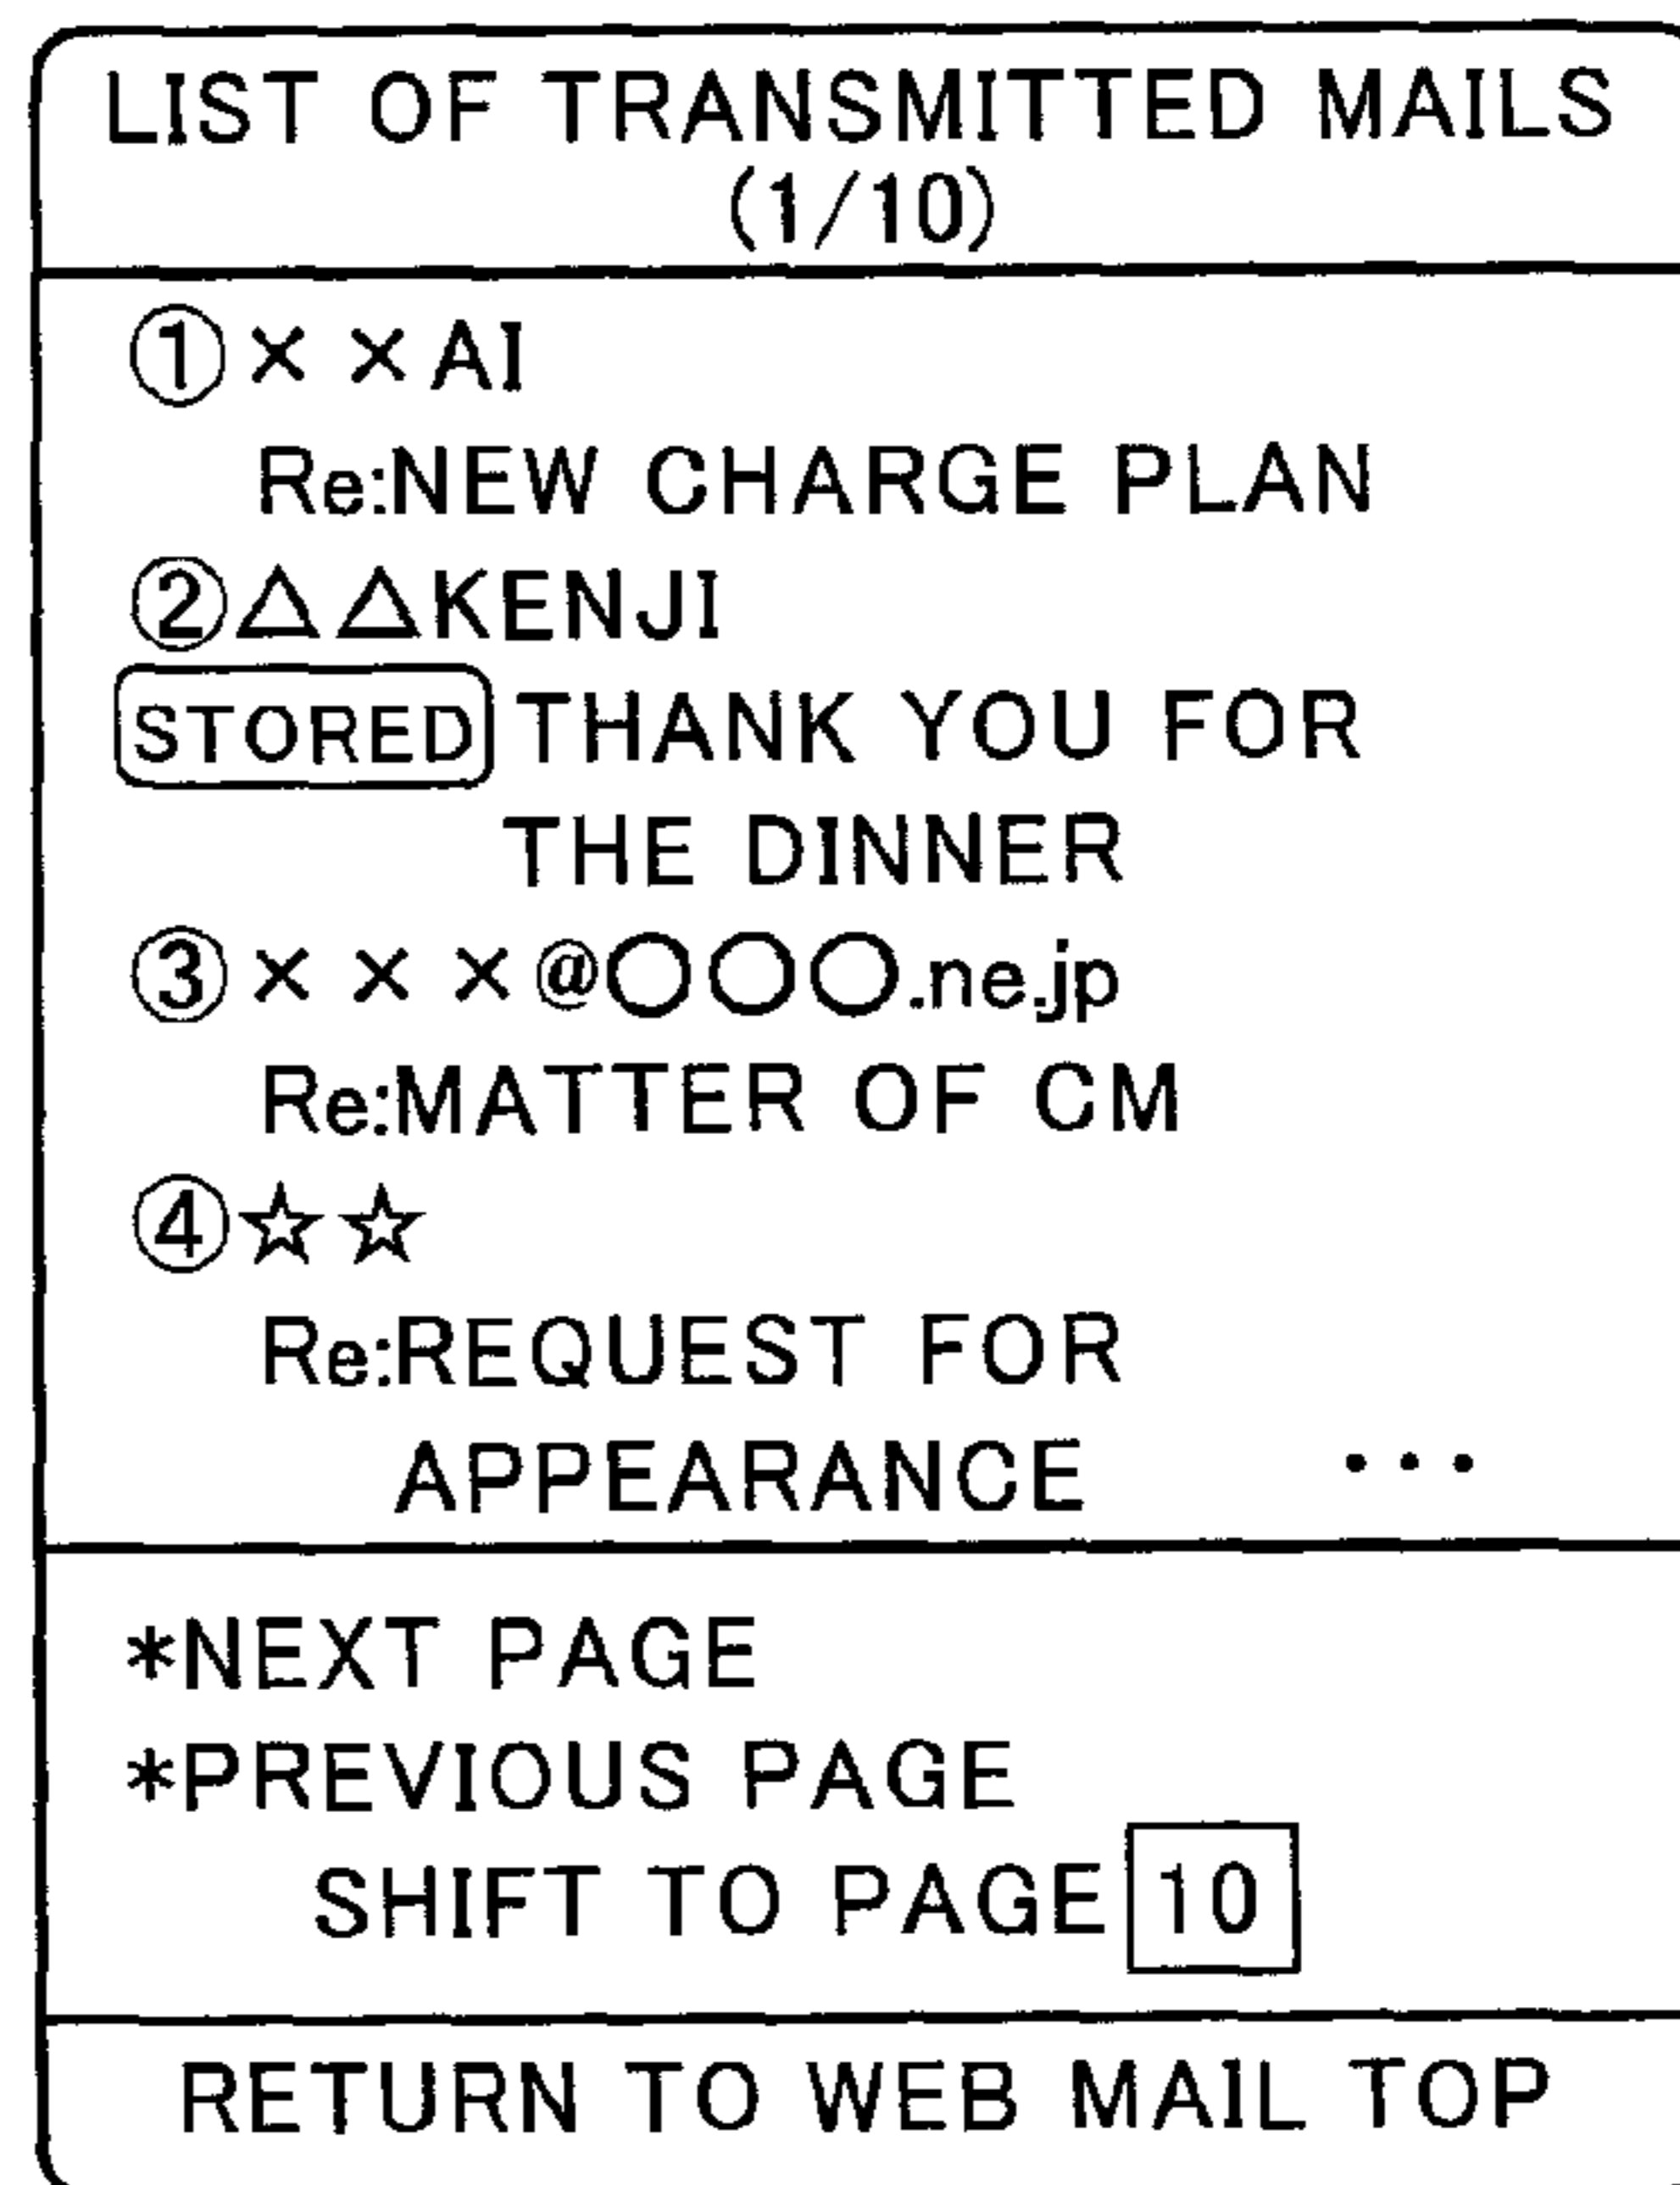 LIST OF TRANSMITTED MAILS
(1/10)
①××AI
Re:NEW CHARGE PLAN
②△△KENJI
STORED THANK YOU FOR
THE DINNER
③×××@○○○.ne.jp
Re:MATTER OF CM
④☆☆
Re:REQUEST FOR
APPEARANCE ・・・
*NEXT PAGE
*PREVIOUS PAGE
SHIFT TO PAGE 10
RETURN TO WEB MAIL TOP